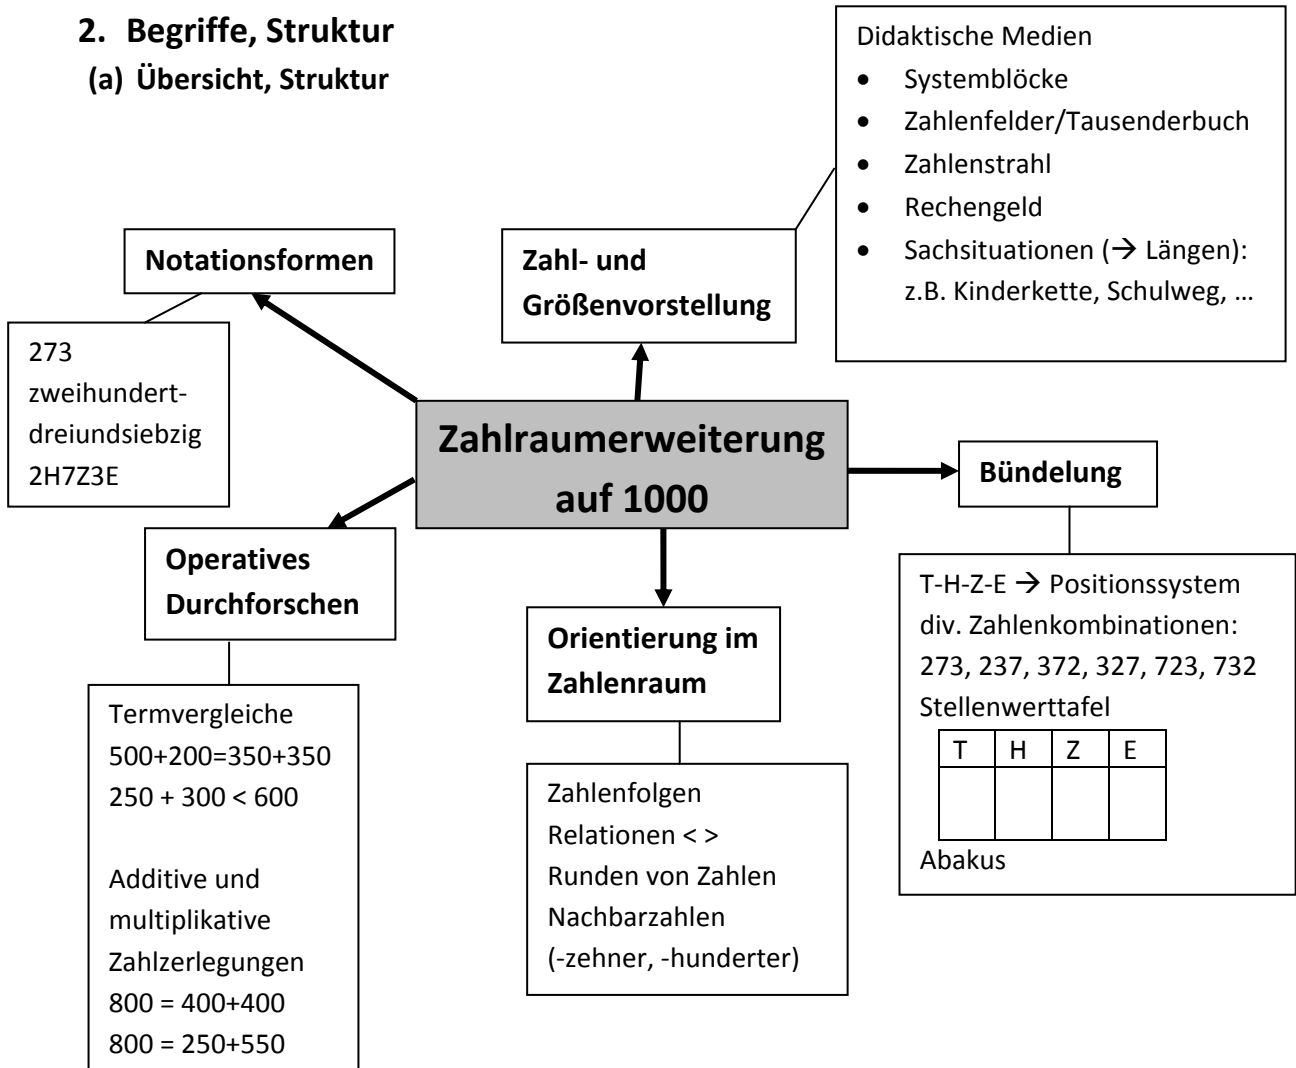 2. Begriffe, Struktur
(a) Übersicht, Struktur
Didaktische Medien
• Systemblöcke
• Zahlenfelder/Tausenderbuch
• Zahlenstrahl
• Rechengeld
• Sachsituationen (→ Längen):
z.B. Kinderkette, Schulweg, …
Notationsformen
273
zweihundert-
dreiundsiebzig
2H7Z3E
Zahl- und
Größenvorstellung
Zahlraumerweiterung
auf 1000
Bündelung
T-H-Z-E → Positionssystem
div. Zahlenkombinationen:
273, 237, 372, 327, 723, 732
Stellenwerttafel
T H Z E
Abakus
Operatives
Durchforschen
Termvergleiche
500+200=350+350
250 + 300 < 600
Additive und
multiplikative
Zahlzerlegungen
800 = 400+400
800 = 250+550
Orientierung im
Zahlenraum
Zahlenfolgen
Relationen < >
Runden von Zahlen
Nachbarzahlen
(-zehner, -hunderter)